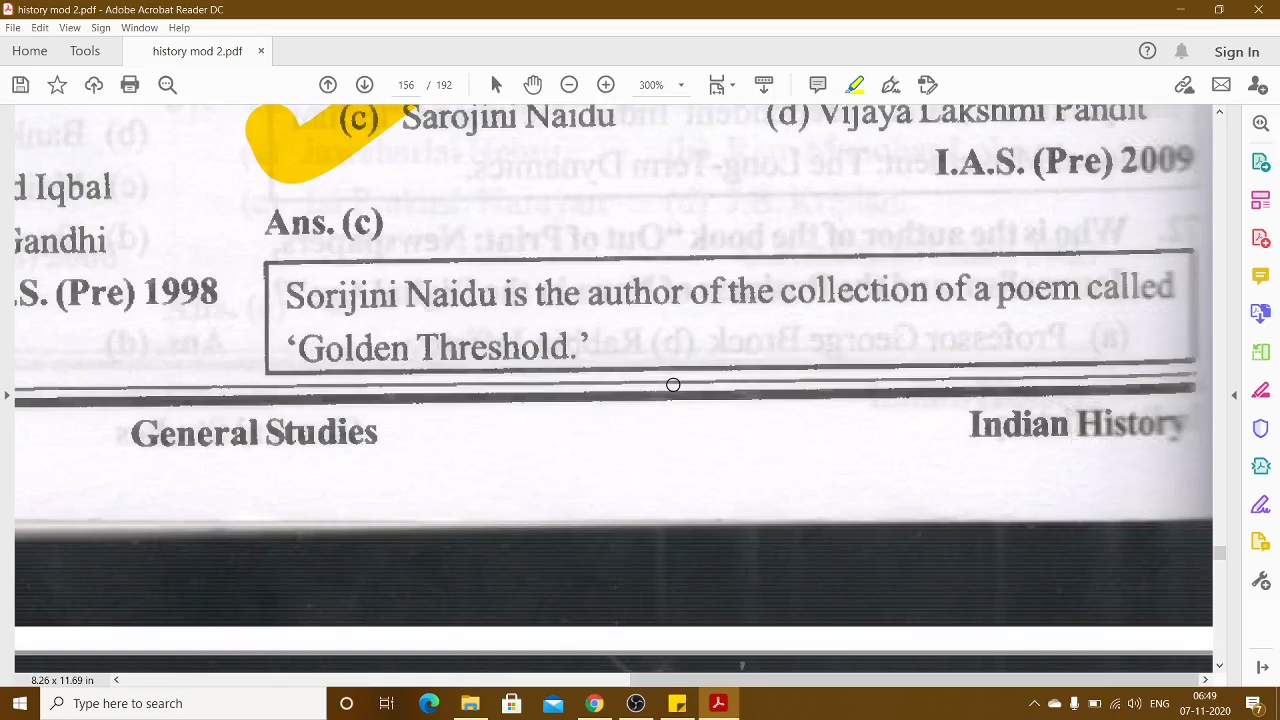 history mod 2.pdf - Adobe Acrobat Reader DC
File Edit View Sign Window Help
Home Tools history mod 2.pdf × Sign In
156 / 192 300%
(c) Sarojini Naidu (d) Vijaya Lakshmi Pandit
I.A.S. (Pre) 2009
d Iqbal
Ans. (c)
Gandhi
.S. (Pre) 1998
Sorijini Naidu is the author of the collection of a poem called
‘Golden Threshold.’
General Studies Indian History
8.26 x 11.69 in
Type here to search
06:49
07-11-2020
7